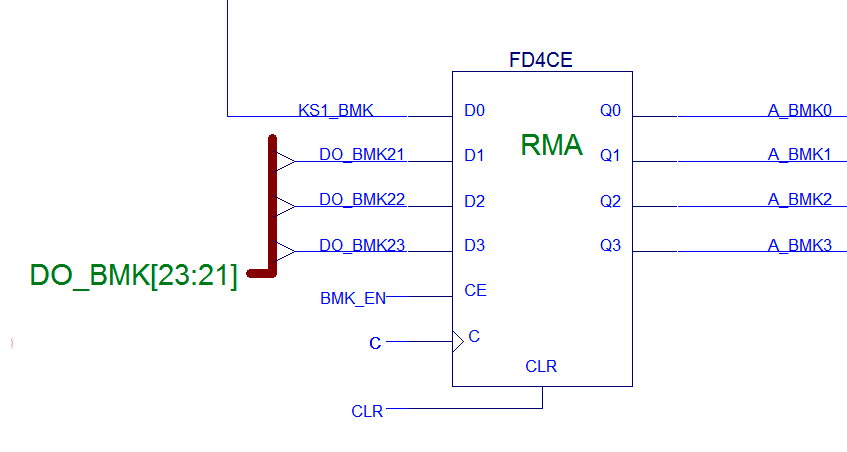 FD4CE
KS1_BMK D0 Q0 A_BMK0
RMA
DO_BMK21 D1 Q1 A_BMK1
DO_BMK22 D2 Q2 A_BMK2
DO_BMK23 D3 Q3 A_BMK3
DO_BMK[23:21]
BMK_EN CE
C C
CLR
CLR